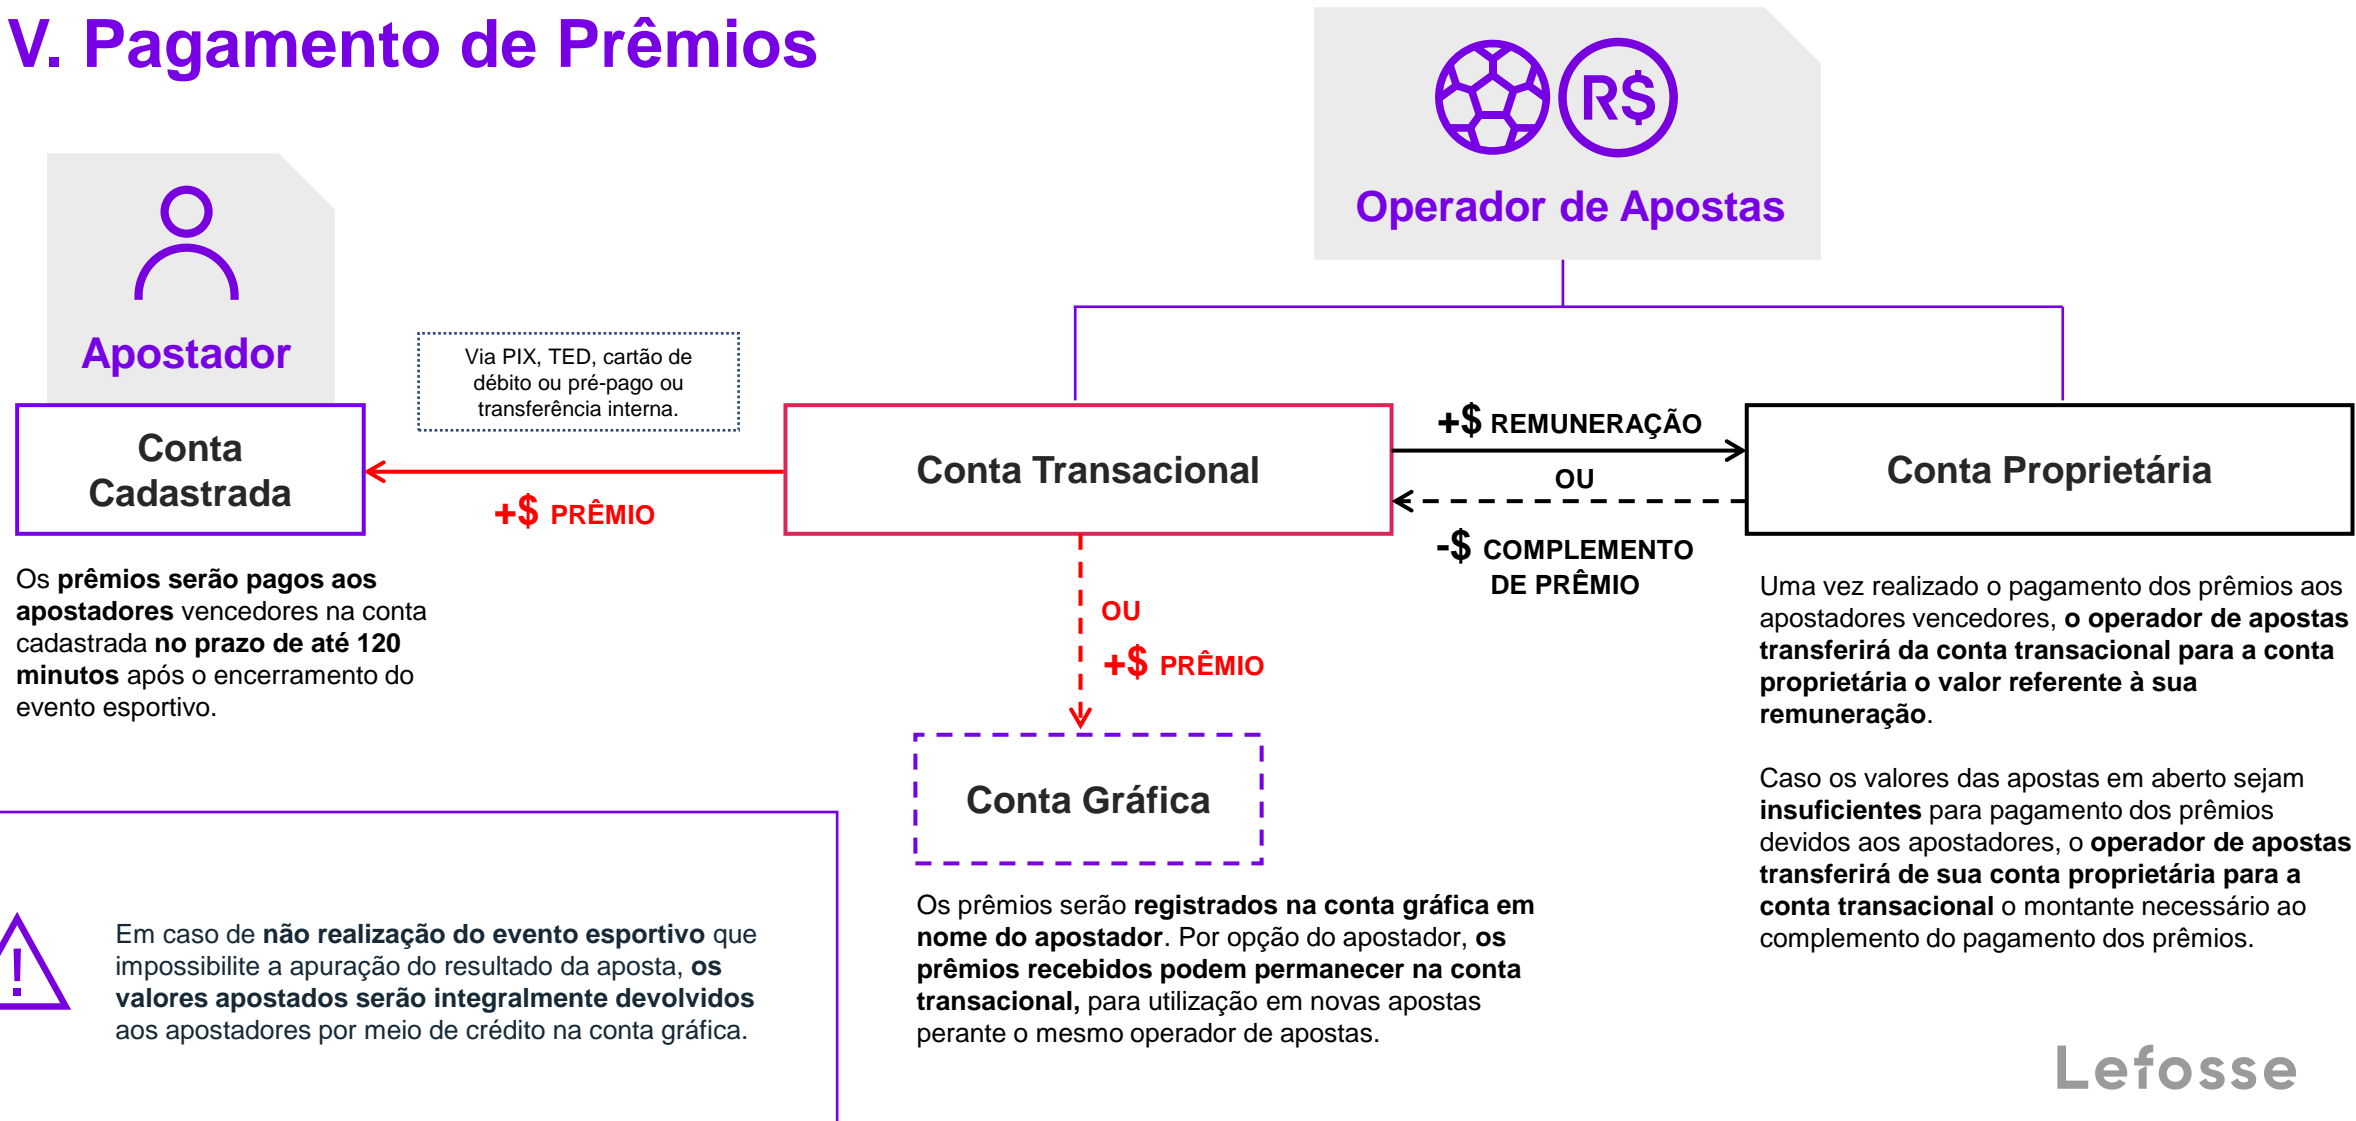 V. Pagamento de Prêmios
R$
Operador de Apostas
Apostador
Via PIX, TED, cartão de
débito ou pré-pago ou
transferência interna.
Conta
Cadastrada
+$ PRÊMIO
Conta Transacional
+$ REMUNERAÇÃO
OU
-$ COMPLEMENTO
DE PRÊMIO
Conta Proprietária
Os prêmios serão pagos aos
apostadores vencedores na conta
cadastrada no prazo de até 120
minutos após o encerramento do
evento esportivo.
OU
+$ PRÊMIO
Conta Gráfica
Uma vez realizado o pagamento dos prêmios aos
apostadores vencedores, o operador de apostas
transferirá da conta transacional para a conta
proprietária o valor referente à sua
remuneração.
Caso os valores das apostas em aberto sejam
insuficientes para pagamento dos prêmios
devidos aos apostadores, o operador de apostas
transferirá de sua conta proprietária para a
conta transacional o montante necessário ao
complemento do pagamento dos prêmios.
!
Em caso de não realização do evento esportivo que
impossibilite a apuração do resultado da aposta, os
valores apostados serão integralmente devolvidos
aos apostadores por meio de crédito na conta gráfica.
Os prêmios serão registrados na conta gráfica em
nome do apostador. Por opção do apostador, os
prêmios recebidos podem permanecer na conta
transacional, para utilização em novas apostas
perante o mesmo operador de apostas.
Lefosse